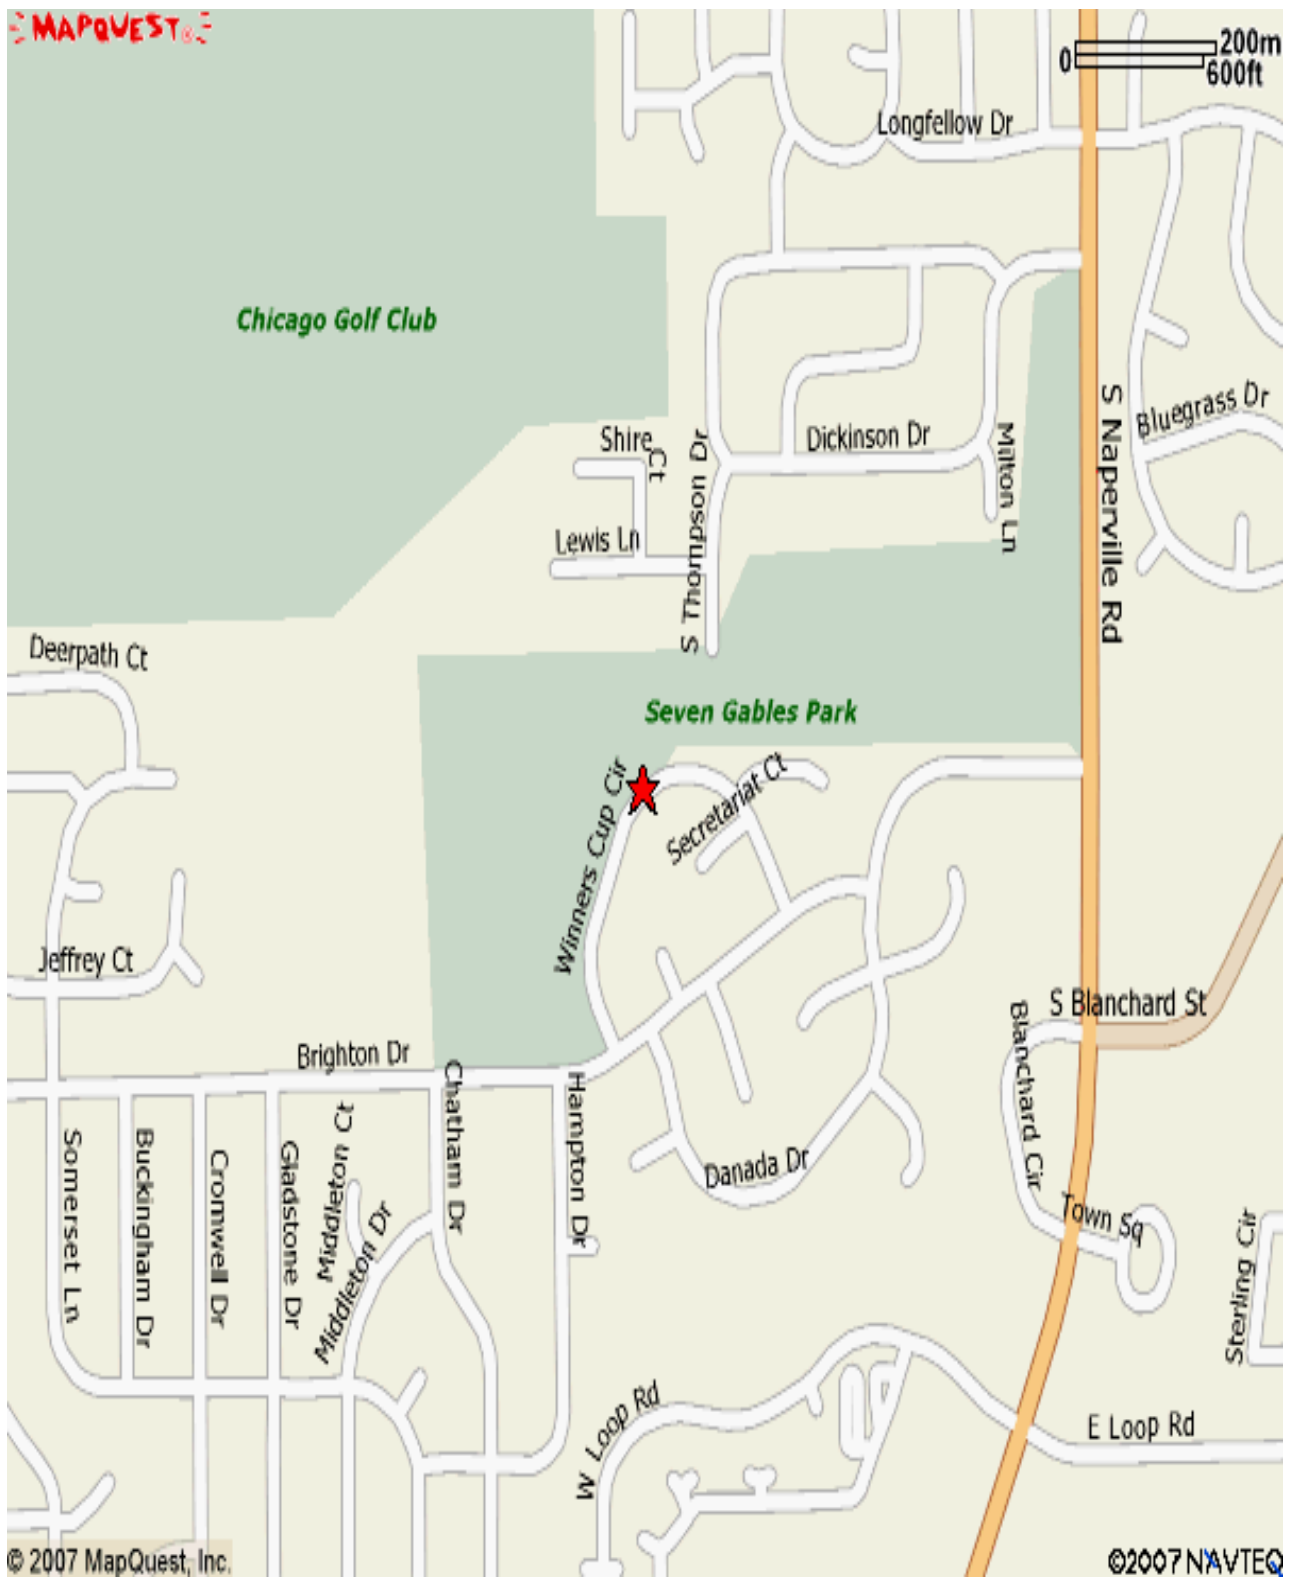 MAPQUEST®
200m
0
600ft
Longfellow Dr
Chicago Golf Club
S Naperville Rd
Bluegrass Dr
Shire Ct
Dickinson Dr
Milton Ln
S Thompson Dr
Lewis Ln
Deerpath Ct
Seven Gables Park
Winners Cup Cir
Secretariat Ct
Jeffrey Ct
S Blanchard St
Blanchard Cir
Brighton Dr
Chatham Dr
Hampton Dr
Middleton Ct
Somerset Ln
Buckingham Dr
Cromwell Dr
Gladstone Dr
Middleton Dr
Danada Dr
Town Sq
Sterling Cir
W Loop Rd
E Loop Rd
© 2007 MapQuest, Inc.
©2007 NAVTEQ